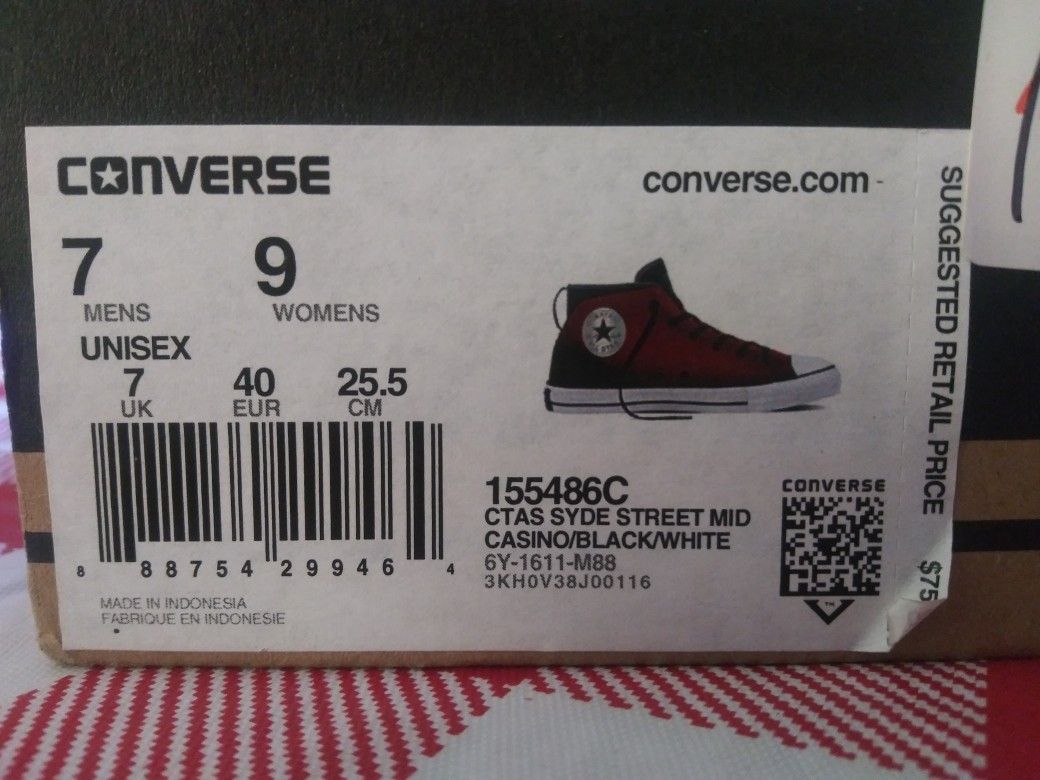 CONVERSE
converse.com
7 9
MENS WOMENS
UNISEX
7 40 25.5
UK EUR CM
8 88754 29946 4
MADE IN INDONESIA
FABRIQUE EN INDONESIE
155486C
CTAS SYDE STREET MID
CASINO/BLACK/WHITE
6Y-1611-M88
3KH0V38J00116
CONVERSE
TM
SUGGESTED RETAIL PRICE
$75